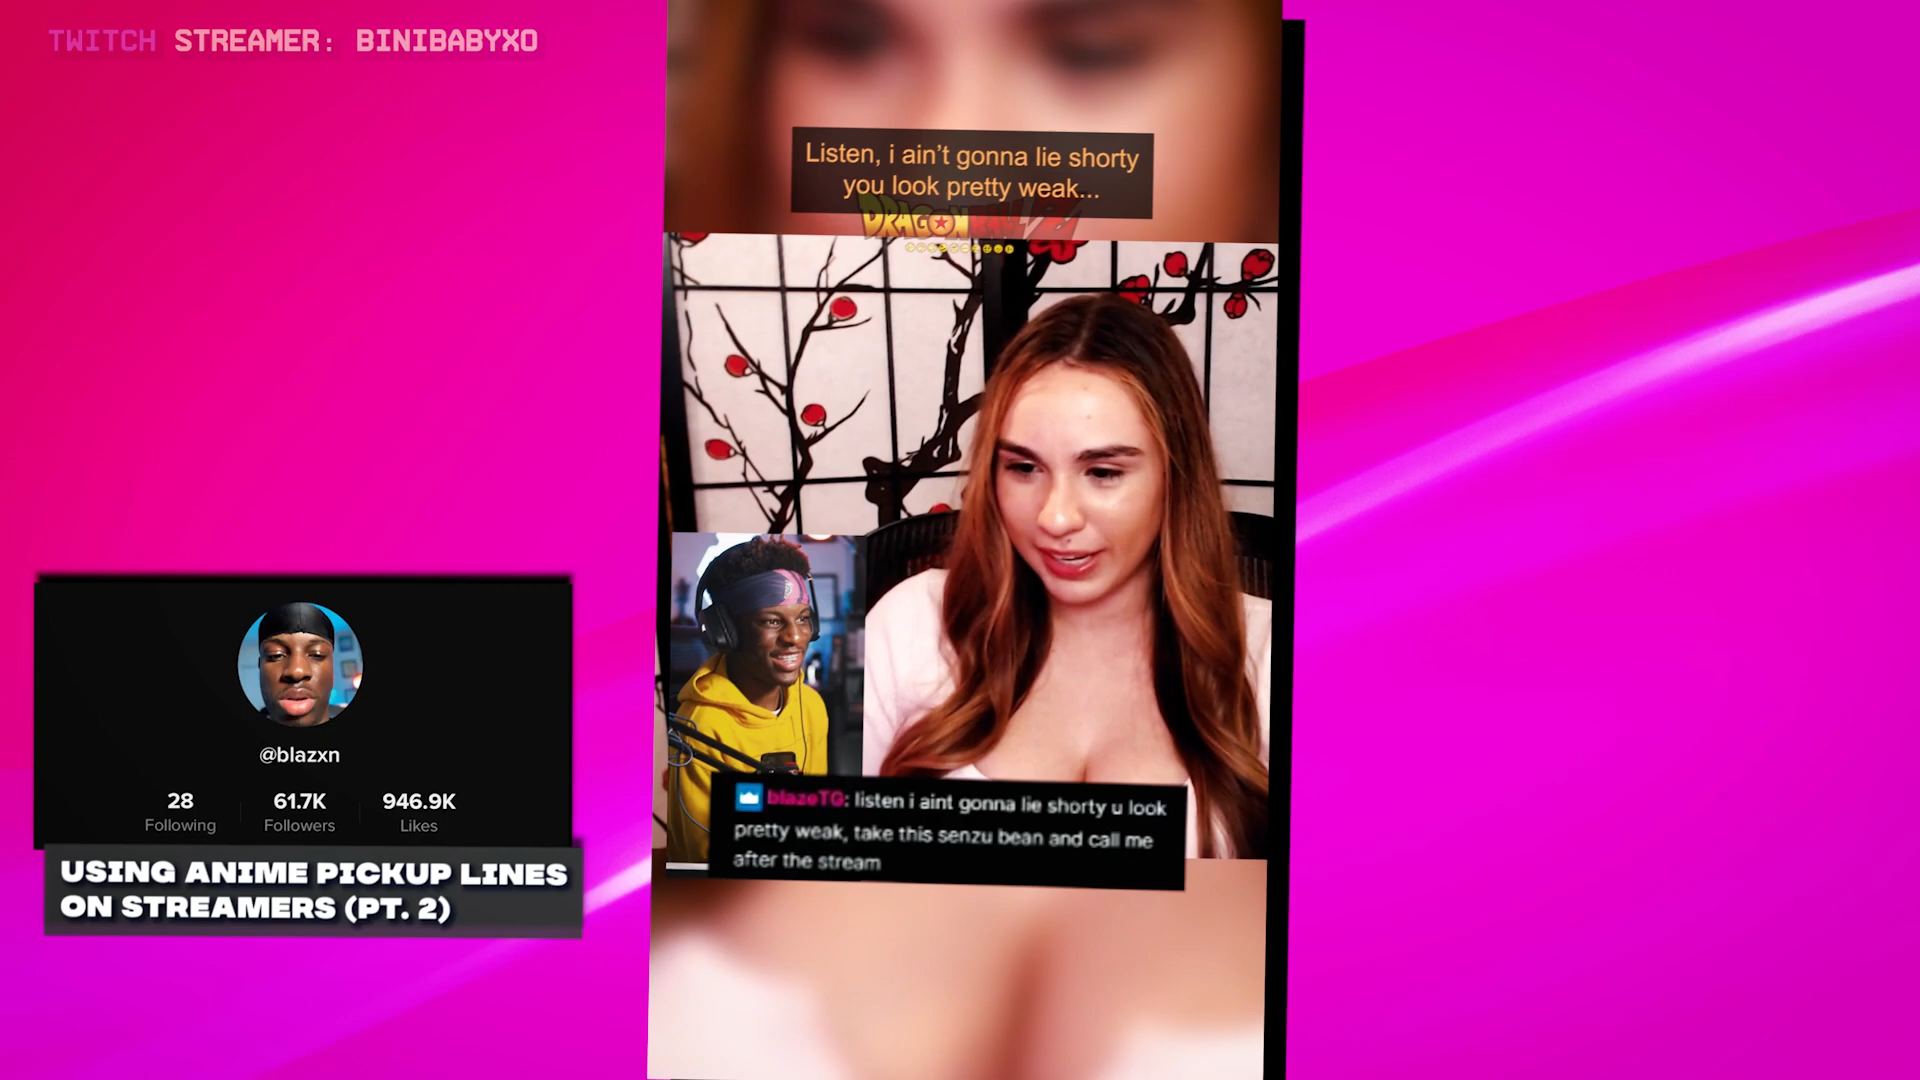 TWITCH STREAMER: BINIBABYXO
Listen, i ain't gonna lie shorty
you look pretty weak...
DRAGON BALL Z
blazeTG: listen i aint gonna lie shorty u look
pretty weak, take this senzu bean and call me
after the stream
@blazxn
28
Following
61.7K
Followers
946.9K
Likes
USING ANIME PICKUP LINES
ON STREAMERS (PT. 2)